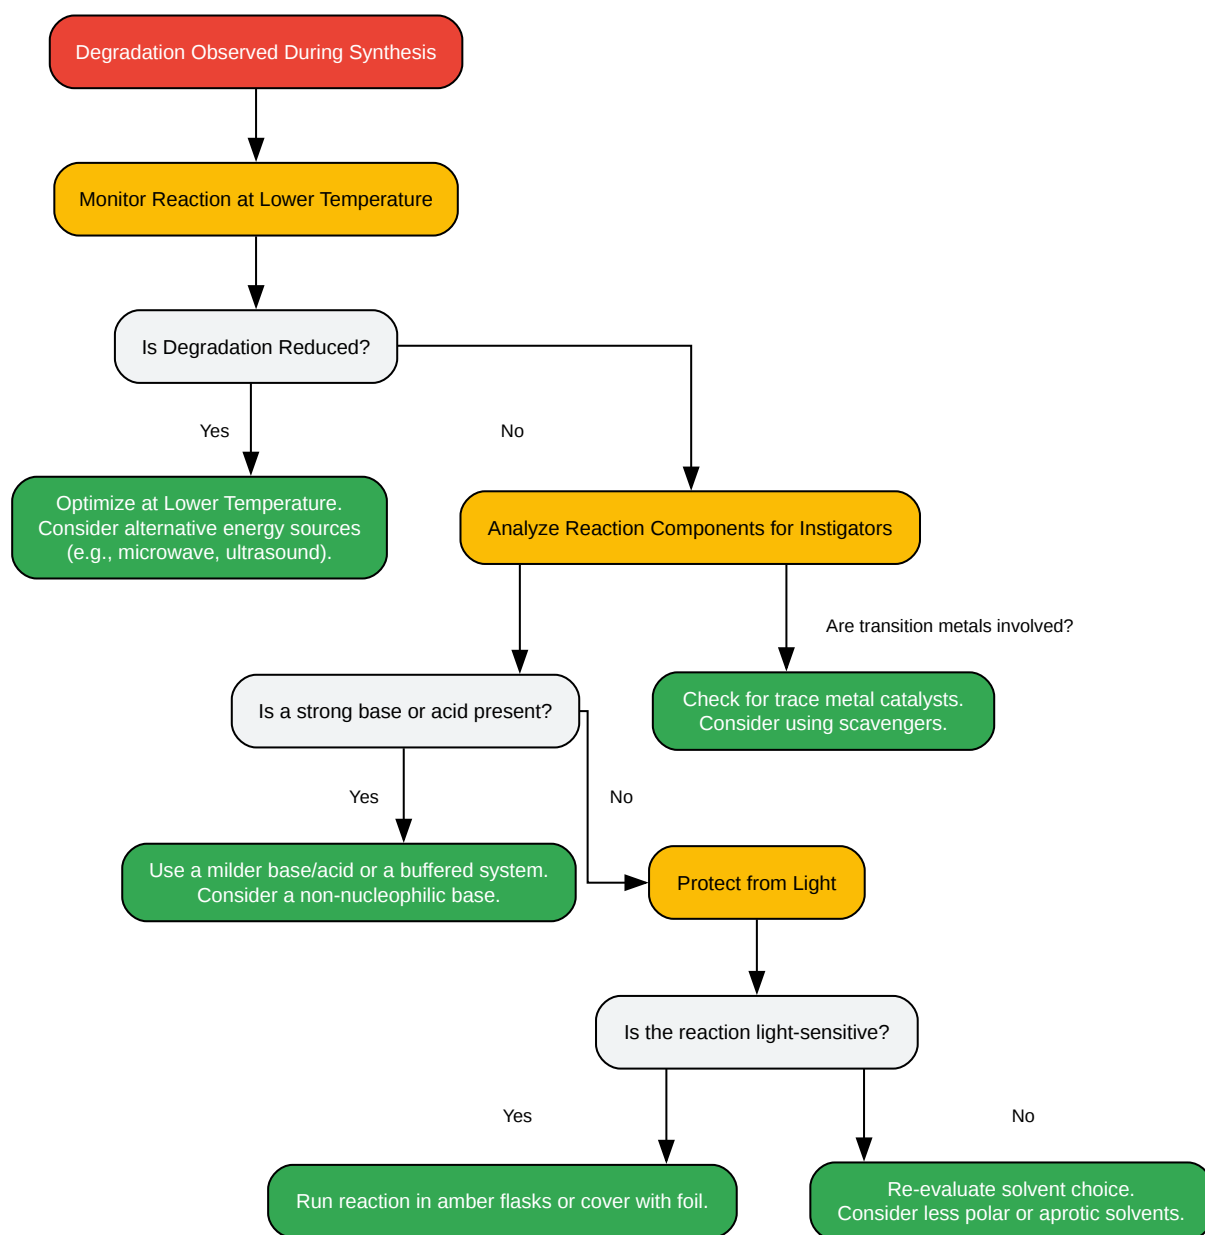 Degradation Observed During Synthesis
Monitor Reaction at Lower Temperature
Is Degradation Reduced?
Yes
No
Optimize at Lower Temperature.
Consider alternative energy sources
(e.g., microwave, ultrasound).
Analyze Reaction Components for Instigators
Are transition metals involved?
Is a strong base or acid present?
Check for trace metal catalysts.
Consider using scavengers.
Yes
No
Use a milder base/acid or a buffered system.
Consider a non-nucleophilic base.
Protect from Light
Is the reaction light-sensitive?
Yes
No
Run reaction in amber flasks or cover with foil.
Re-evaluate solvent choice.
Consider less polar or aprotic solvents.